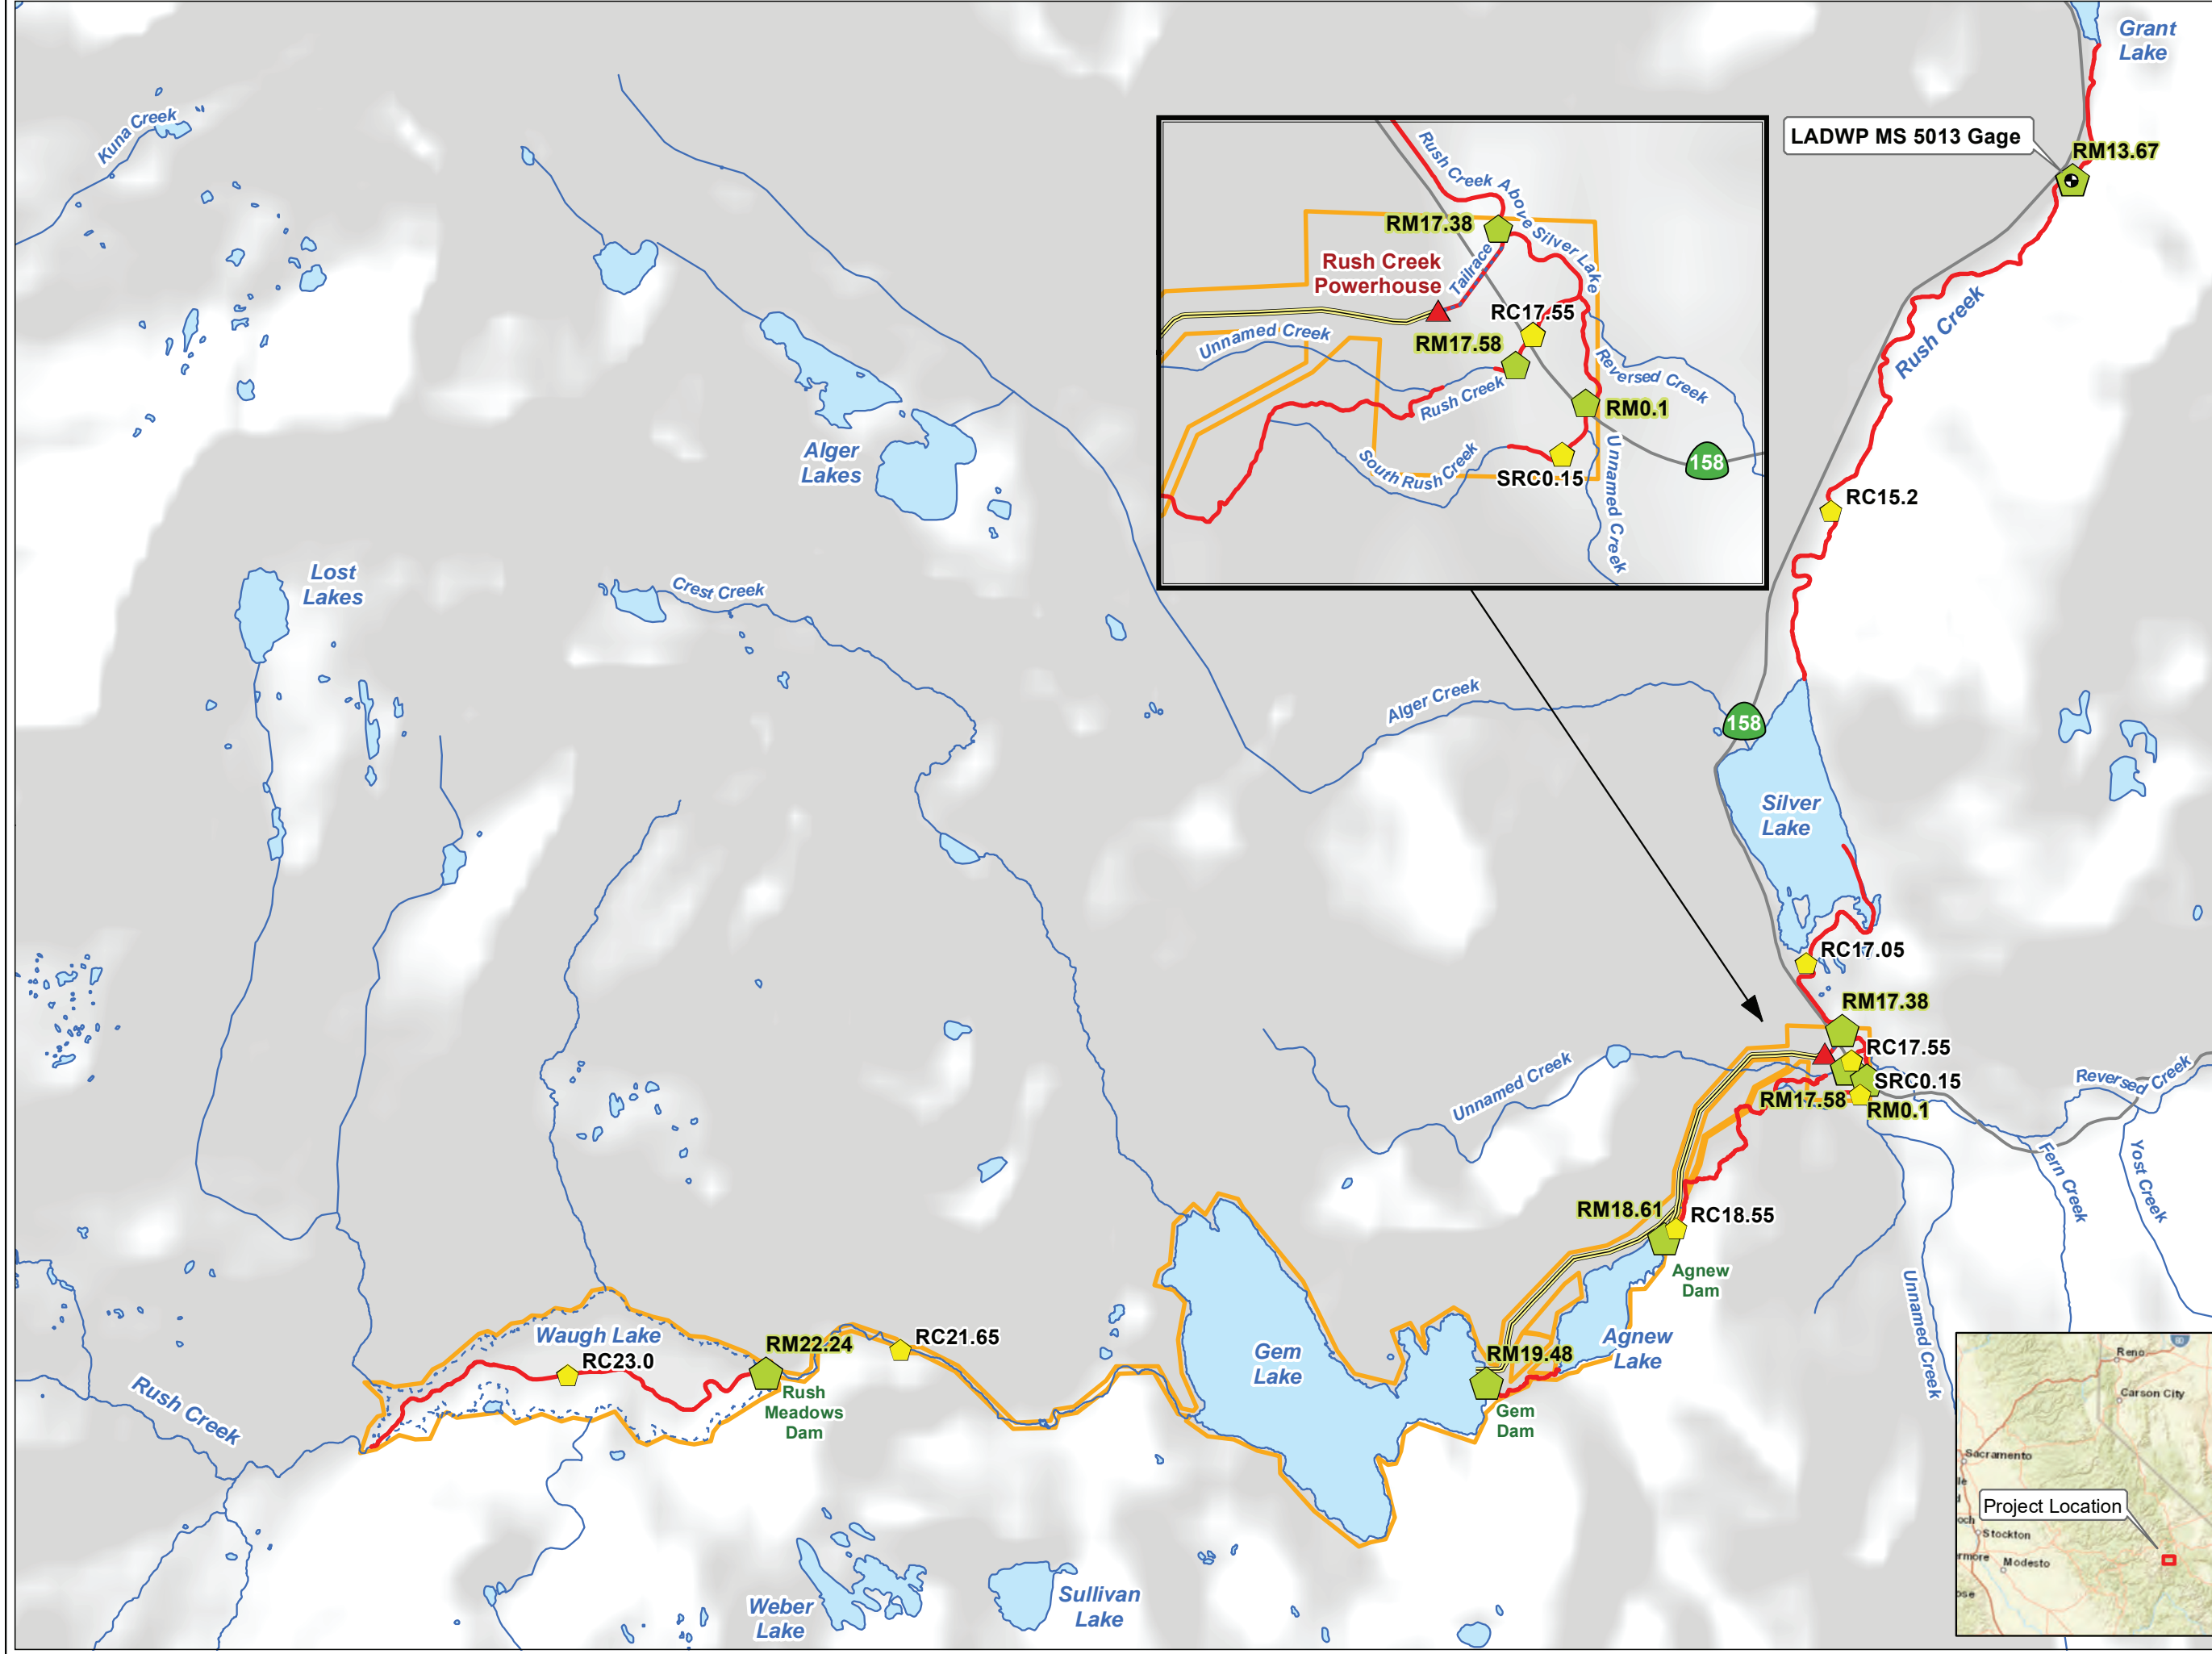 Grant
Lake
Kuna Creek
LADWP MS 5013 Gage
RM13.67
Rush Creek Above Silver Lake
RM17.38
Rush Creek
Powerhouse
Tailrace
RC17.55
Unnamed Creek
RM17.58
Reversed Creek
Rush Creek
RM0.1
South Rush Creek
SRC0.15
Unnamed Creek
158
Rush Creek
Alger
Lakes
RC15.2
Lost
Lakes
Crest Creek
Alger Creek
158
Silver
Lake
RC17.05
RM17.38
RC17.55
SRC0.15
RM17.58
RM0.1
Reversed Creek
Unnamed Creek
Fern Creek
Yost Creek
RM18.61
RC18.55
Agnew
Dam
Unnamed Creek
Waugh Lake
RC23.0
RM22.24
RC21.65
Rush
Meadows
Dam
Rush Creek
Gem
Lake
RM19.48
Agnew
Lake
Gem
Dam
Weber
Lake
Sullivan
Lake
Reno
Carson City
Sacramento
Project Location
Stockton
Modesto